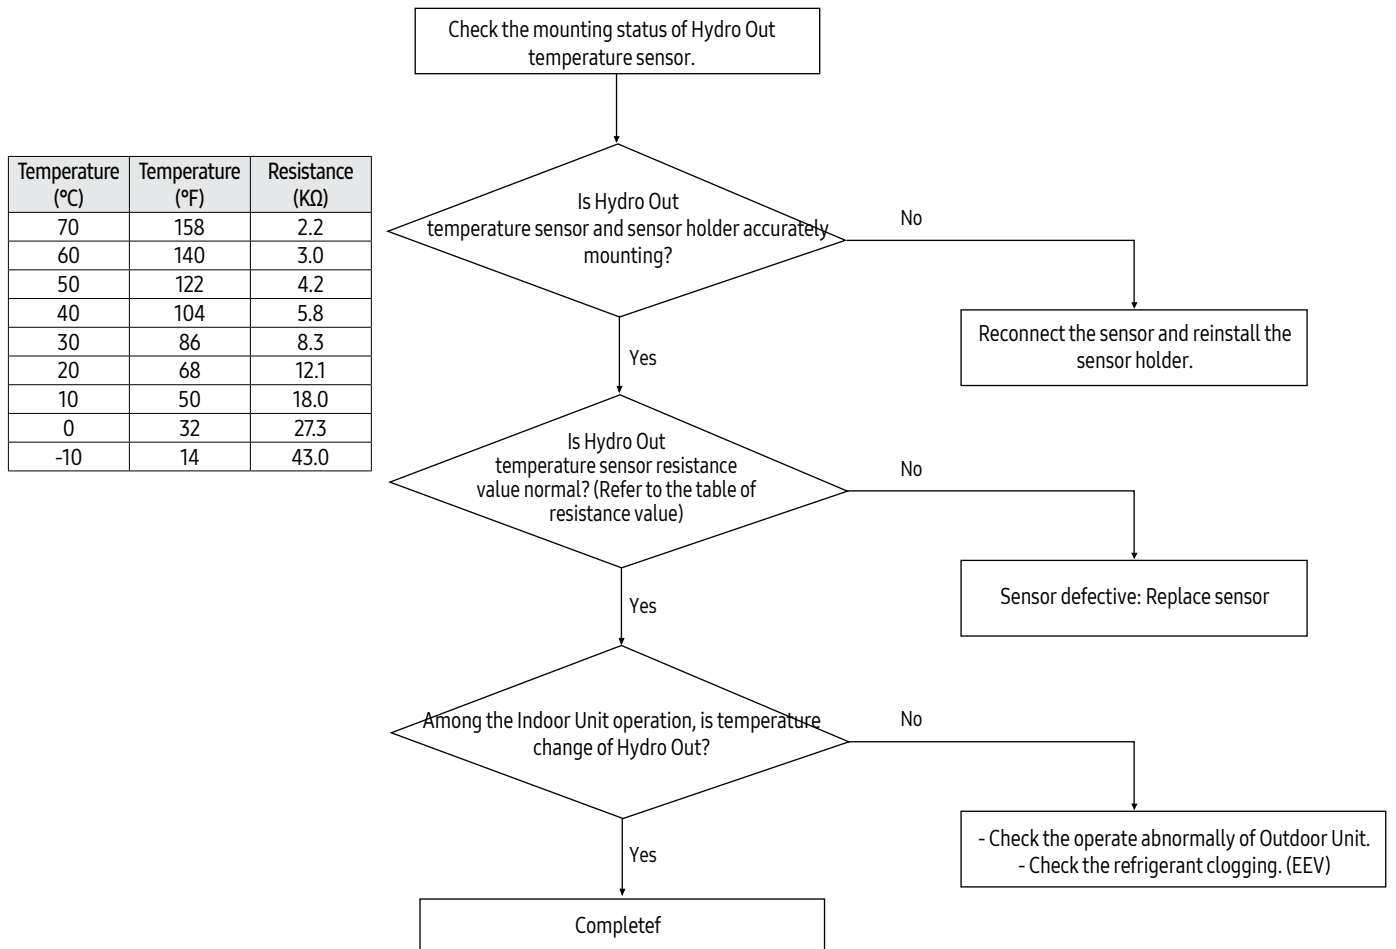 Check the mounting status of Hydro Out
temperature sensor.
Temperature (°C) Temperature (°F) Resistance (KΩ)
70 158 2.2
60 140 3.0
50 122 4.2
40 104 5.8
30 86 8.3
20 68 12.1
10 50 18.0
0 32 27.3
-10 14 43.0
Is Hydro Out
temperature sensor and sensor holder accurately
mounting?
No
Reconnect the sensor and reinstall the
sensor holder.
Yes
Is Hydro Out
temperature sensor resistance
value normal? (Refer to the table of
resistance value)
No
Sensor defective: Replace sensor
Yes
Among the Indoor Unit operation, is temperature
change of Hydro Out?
No
- Check the operate abnormally of Outdoor Unit.
- Check the refrigerant clogging. (EEV)
Yes
Completef